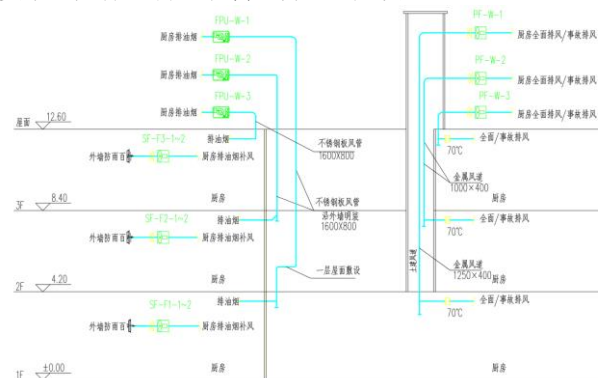 FPU-W-1
厨房排油烟
PF-W-1
厨房全面排风/事故排风
FPU-W-2
厨房排油烟
PF-W-2
厨房全面排风/事故排风
FPU-W-3
厨房排油烟
PF-W-3
厨房全面排风/事故排风
屋面 12.60
SF-F3-1~2
排油烟
不锈钢板风管
1600X800
全面/事故排风
70℃
外墙防雨百
厨房排油烟补风
金属风道
1000×400
3F 8.40
厨房
不锈钢板风管
沿外墙明装
1600X800
厨房
SF-F2-1~2
排油烟
全面/事故排风
70℃
外墙防雨百
厨房排油烟补风
土建风道
金属风道
1250×400
2F 4.20
厨房
一层屋面敷设
厨房
SF-F1-1~2
排油烟
全面/事故排风
70℃
外墙防雨百
厨房排油烟补风
1F ±0.00
厨房
厨房